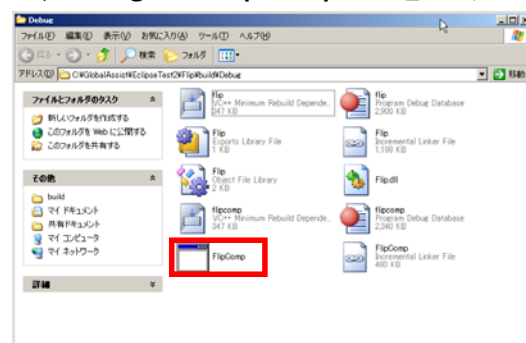 Debug
ファイル(F) 編集(E) 表示(V) お気に入り(A) ツール(T) ヘルプ(H)
戻る 検索 フォルダ
アドレス(D) C:¥GlobalAssist¥EclipseTest2¥Flip¥build¥Debug 移動
ファイルとフォルダのタスク
新しいフォルダを作成する
このフォルダを Web に公開する
このフォルダを共有する
その他
build
マイ ドキュメント
共有ドキュメント
マイ コンピュータ
マイ ネットワーク
詳細
flip
VC++ Minimum Rebuild Depende..
347 KB
flip
Program Debug Database
2,900 KB
Flip
Exports Library File
1 KB
Flip
Incremental Linker File
1,198 KB
Flip
Object File Library
2 KB
Flip.dll
flipcomp
VC++ Minimum Rebuild Depende..
347 KB
flipcomp
Program Debug Database
2,340 KB
FlipComp
FlipComp
Incremental Linker File
480 KB